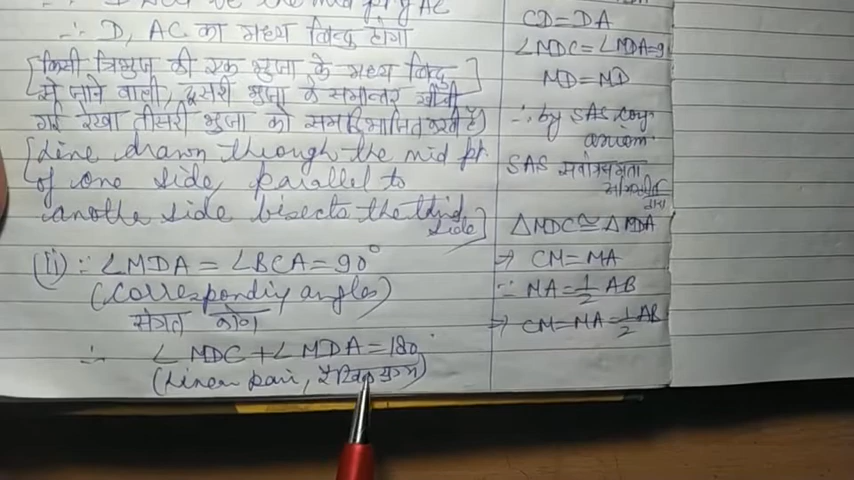 ∴ D, AC का मध्य बिन्दु होगा
[किसी त्रिभुज की एक भुजा के मध्य बिन्दु
से जाने वाली, दूसरी भुजा के समान्तर खींची
गई रेखा तीसरी भुजा को समद्विभाजित करती है]
[Line drawn through the mid pt.
of one side, parallel to
another side bisects the third
side]
(ii) ∵ ∠MDA = ∠BCA = 90°
(Corresponding angles)
संगत कोण
∴ ∠MDC + ∠MDA = 180
(Linear pair, रैखिक युग्म)
CD = DA
∠MDC = ∠MDA = 9
MD = MD
∴ by SAS cong
axiom
SAS सर्वांगसमता
ΔMDC ≅ ΔMDA
⇒ CM = MA
∵ MA = 1/2 AB
⇒ CM = MA = 1/2 AB